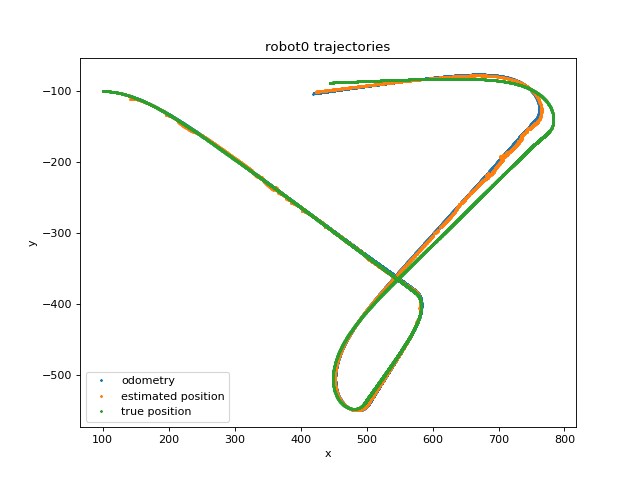 robot0 trajectories
y
−100
−200
−300
−400
−500
odometry
estimated position
true position
100 200 300 400 500 600 700 800
x